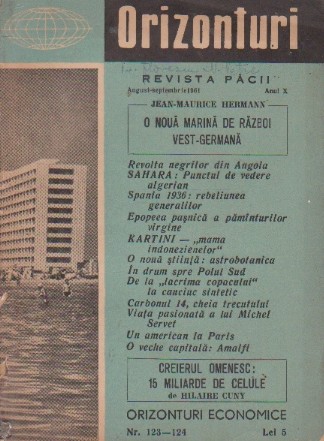 Orizonturi
REVISTA PĂCII
August-septembrie 1961 Anul X
JEAN-MAURICE HERMANN
O NOUĂ MARINĂ DE RĂZBOI
VEST-GERMANĂ
Revolta negrilor din Angola
SAHARA: Punctul de vedere
algerian
Spania 1936: rebeliunea
generalilor
Epopeea pașnică a pămînturilor
virgine
KARTINI — „mama
indonezienelor"
O nouă știință: astrobotanica
In drum spre Polul Sud
De la „lacrima copacului"
la cauciuc sintetic
Carbonul 14, cheia trecutului
Viața pasionată a lui Michel
Servet
Un american la Paris
O veche capitală: Amalfi
CREIERUL OMENESC:
15 MILIARDE DE CELULE
de HILAIRE CUNY
ORIZONTURI ECONOMICE
Nr. 123—124 Lei 5